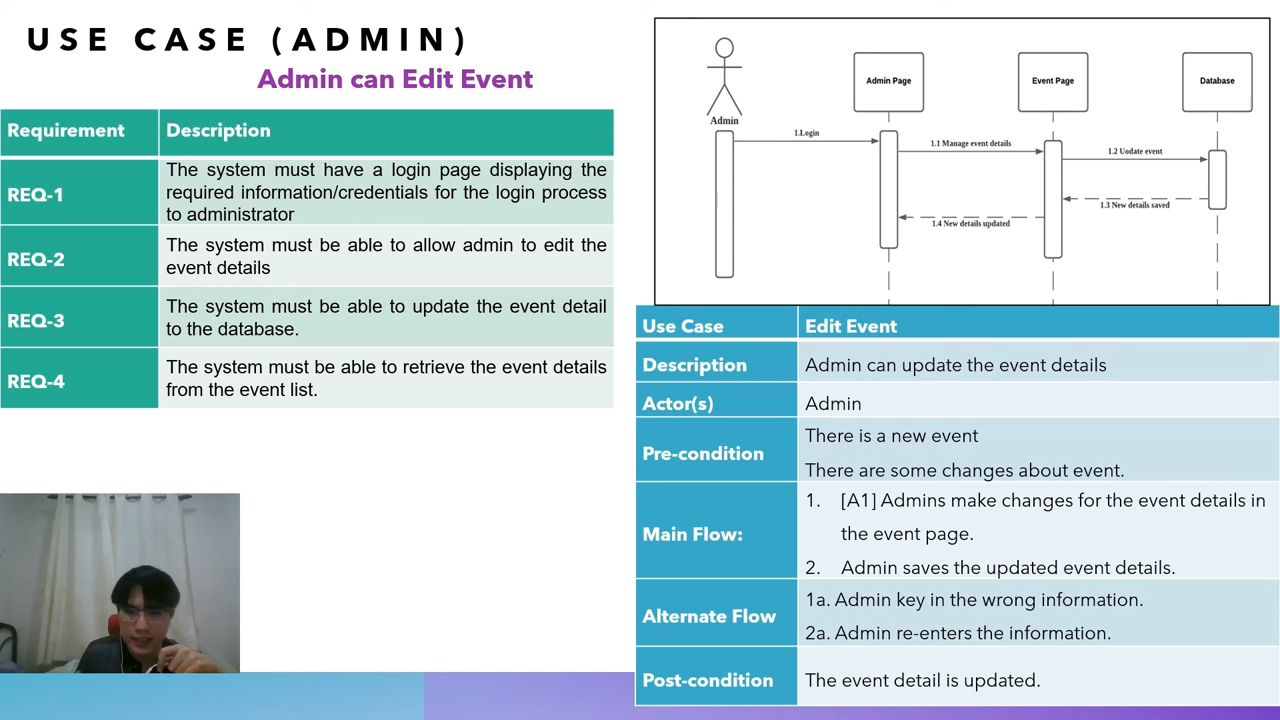 USE CASE (ADMIN)
Admin can Edit Event
Requirement Description
REQ-1
The system must have a login page displaying the
required information/credentials for the login process
to administrator
REQ-2
The system must be able to allow admin to edit the
event details
REQ-3
The system must be able to update the event detail
to the database.
REQ-4
The system must be able to retrieve the event details
from the event list.
Admin
Admin Page
Event Page
Database
1.Login
1.1 Manage event details
1.2 Uodate event
1.3 New details saved
1.4 New details updated
Use Case Edit Event
Description Admin can update the event details
Actor(s) Admin
Pre-condition
There is a new event
There are some changes about event.
Main Flow:
1. [A1] Admins make changes for the event details in
the event page.
2. Admin saves the updated event details.
Alternate Flow
1a. Admin key in the wrong information.
2a. Admin re-enters the information.
Post-condition The event detail is updated.